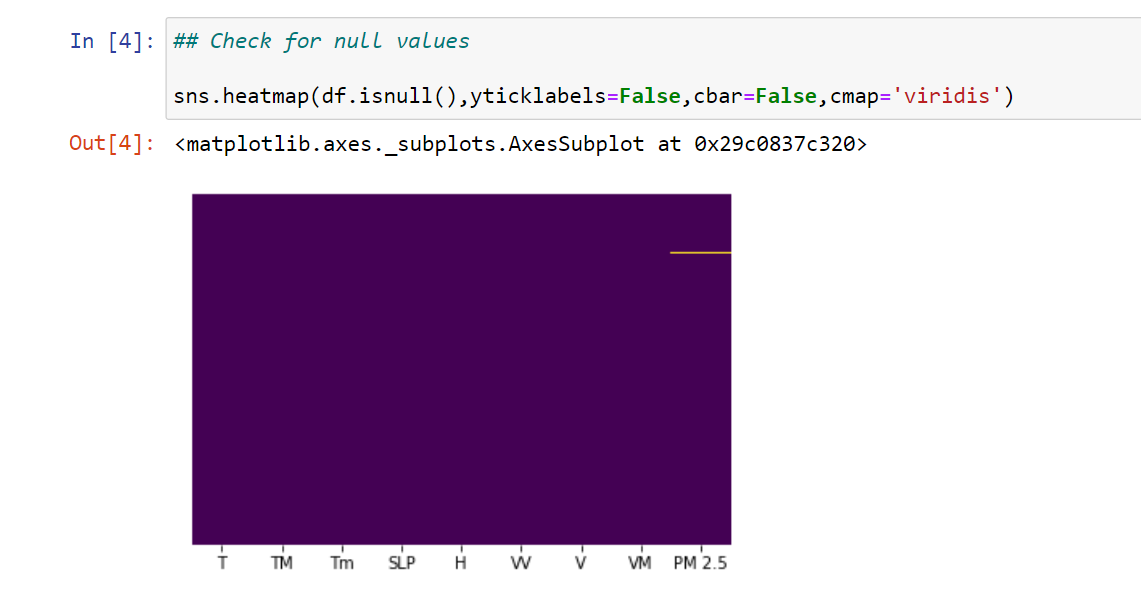 In [4]: ## Check for null values
sns.heatmap(df.isnull(),yticklabels=False,cbar=False,cmap='viridis')
Out[4]: <matplotlib.axes._subplots.AxesSubplot at 0x29c0837c320>
T TM Tm SLP H VV V VM PM 2.5